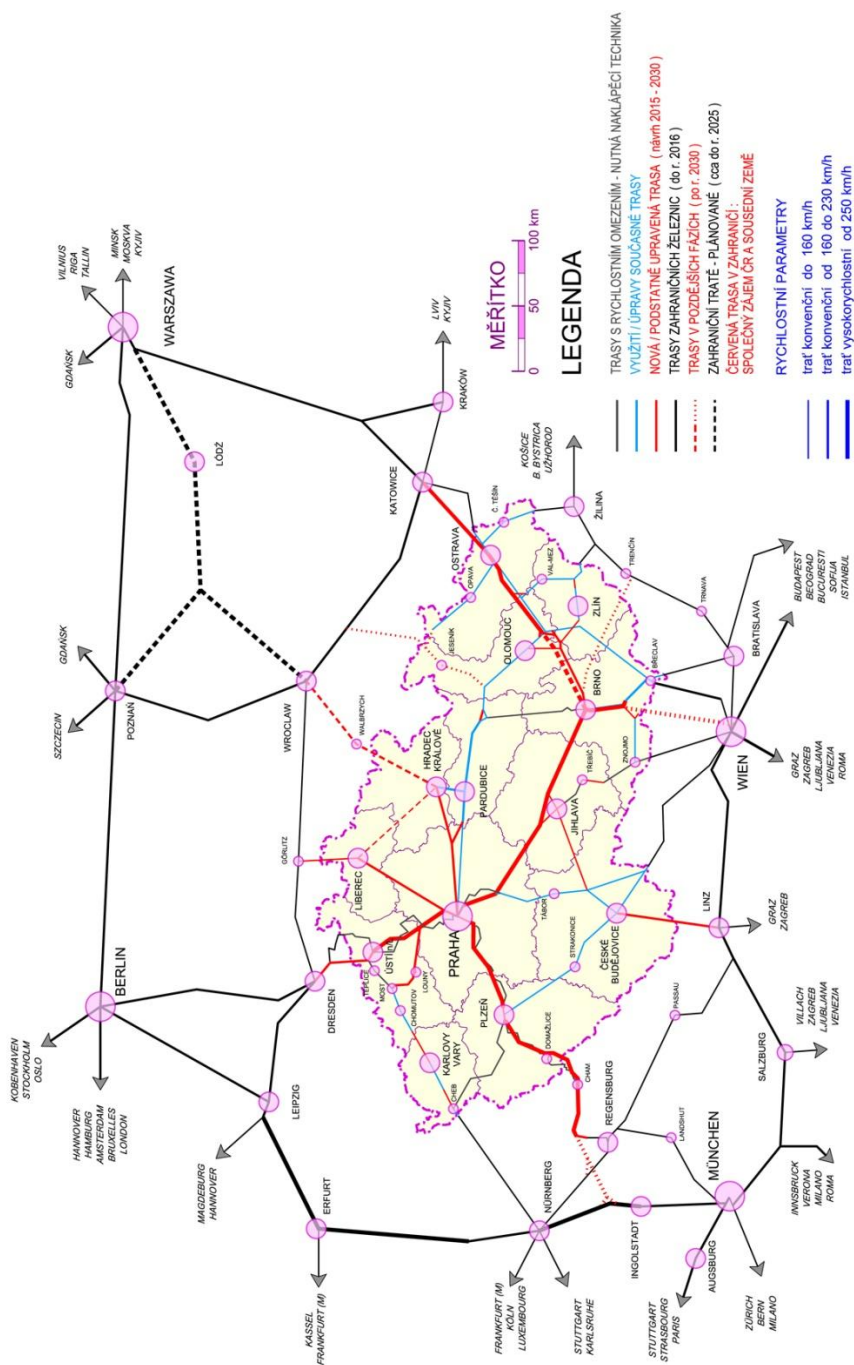 KOBENHAVEN
STOCKHOLM
OSLO
HANNOVER
HAMBURG
AMSTERDAM
BRUXELLES
LONDON
BERLIN
SZCZECIN
GDAŃSK
POZNAŃ
GDAŃSK
VILNIUS
RIGA
TALLIN
MINSK
MOSKVA
KYJIV
WARSZAWA
LÓDŹ
MAGDEBURG
HANNOVER
LEIPZIG
DRESDEN
GÖRLITZ
WROCLAW
WALBRZYCH
KASSEL
FRANKFURT (M)
ERFURT
LIBEREC
HRADEC
KRÁLOVÉ
JESENÍK
OPAVA
OSTRAVA
KATOWICE
KRAKÓW
LVIV
KYJIV
ÚSTÍ n.L.
TEPLICE
MOST
CHOMUTOV
LOUNY
KARLOVY
VARY
CHEB
PRAHA
PARDUBICE
OLOMOUC
VAL-MEZ
Č. TĚŠÍN
ZLÍN
ŽILINA
KOŠICE
B. BYSTRICA
UŽHOROD
PLZEŇ
DOMAŽLICE
CHAM
STRAKONICE
TÁBOR
ČESKÉ
BUDĚJOVICE
JIHLAVA
TŘEBÍČ
ZNOJMO
BRNO
BŘECLAV
TRENČÍN
TRNAVA
BRATISLAVA
FRANKFURT (M)
KÖLN
LUXEMBOURG
STUTTGART
KARLSRUHE
NÜRNBERG
REGENSBURG
PASSAU
LANDSHUT
INGOLSTADT
STUTTGART
STRASBOURG
PARIS
AUGSBURG
MÜNCHEN
ZÜRICH
BERN
MILANO
INNSBRUCK
VERONA
MILANO
ROMA
SALZBURG
VILLACH
ZAGREB
LJUBLJANA
VENEZIA
LINZ
GRAZ
ZAGREB
WIEN
GRAZ
ZAGREB
LJUBLJANA
VENEZIA
ROMA
BUDAPEST
BEOGRAD
BUCURESTI
SOFIJA
ISTANBUL
MĚŘÍTKO
0 50 100 km
LEGENDA
TRASY S RYCHLOSTNÍM OMEZENÍM - NUTNÁ NAKLÁPĚCÍ TECHNIKA
VYUŽITÍ / ÚPRAVY SOUČASNÉ TRASY
NOVÁ / PODSTATNĚ UPRAVENÁ TRASA ( návrh 2015 - 2030 )
TRASY ZAHRANIČNÍCH ŽELEZNIC ( do r. 2016 )
TRASY V POZDĚJŠÍCH FÁZÍCH ( po r. 2030 )
ZAHRANIČNÍ TRATĚ - PLÁNOVANÉ ( cca do r. 2025 )
ČERVENÁ TRASA V ZAHRANIČÍ :
SPOLEČNÝ ZÁJEM ČR A SOUSEDNÍ ZEMĚ
RYCHLOSTNÍ PARAMETRY
trať konvenční do 160 km/h
trať konvenční od 160 do 230 km/h
trať vysokorychlostní od 250 km/h